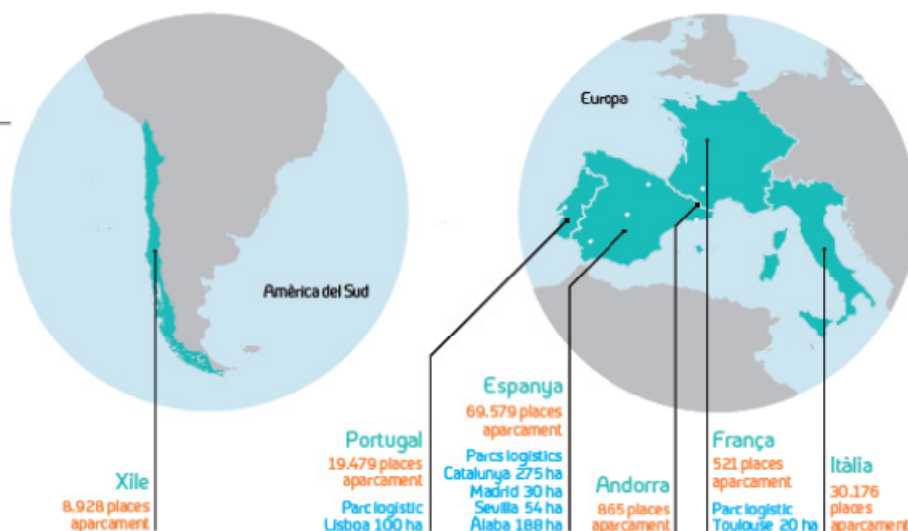 Europa
Amèrica del Sud
Xile
8.928 places
aparcament
Portugal
19.479 places
aparcament
Parc logístic
Lisboa 100 ha
Espanya
69.579 places
aparcament
Parcs logístics
Catalunya 275 ha
Madrid 30 ha
Sevilla 54 ha
Álaba 188 ha
Andorra
865 places
aparcament
França
521 places
aparcament
Parc logístic
Toulouse 20 ha
Itàlia
30.176
places
aparcament